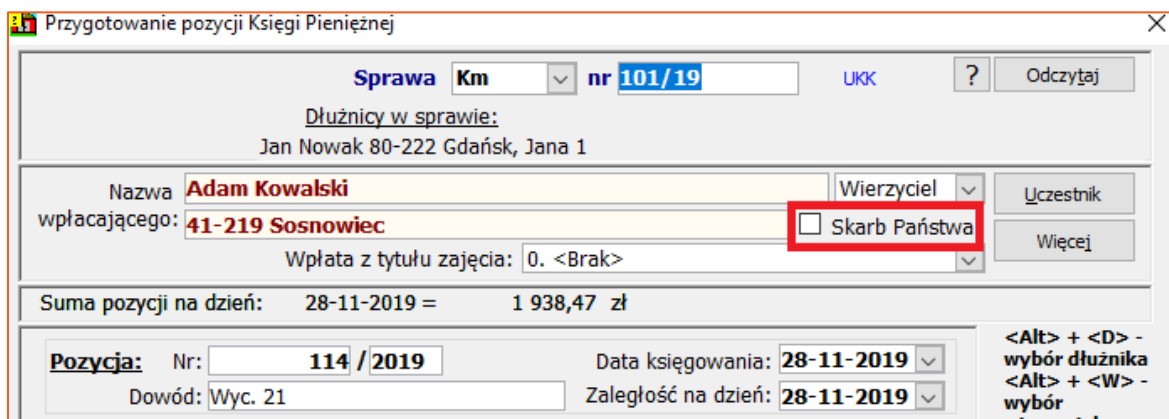 Przygotowanie pozycji Księgi Pieniężnej
Sprawa Km nr 101/19 UKK ? Odczytaj
Dłużnicy w sprawie:
Jan Nowak 80-222 Gdańsk, Jana 1
Nazwa Adam Kowalski Wierzyciel Uczestnik
wpłacającego: 41-219 Sosnowiec Skarb Państwa
Więcej
Wpłata z tytułu zajęcia: 0. <Brak>
Suma pozycji na dzień: 28-11-2019 = 1 938,47 zł
Pozycja: Nr: 114 / 2019 Data księgowania: 28-11-2019
Dowód: Wyc. 21 Zaległość na dzień: 28-11-2019
<Alt> + <D> -
wybór dłużnika
<Alt> + <W> -
wybór